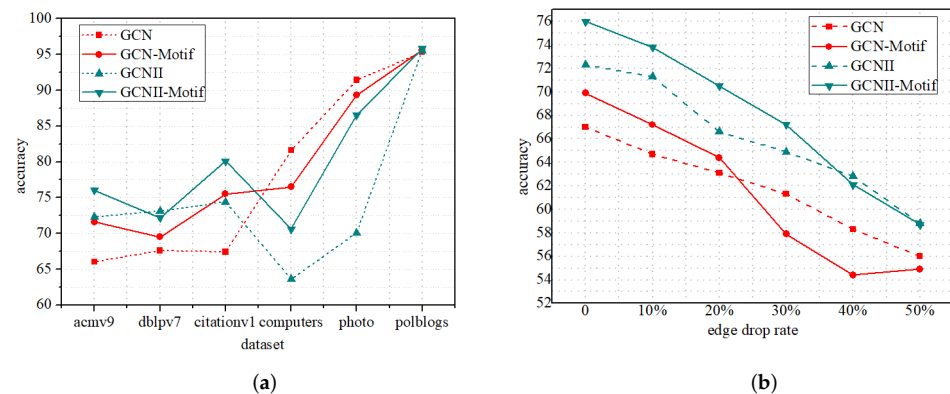 100
95
90
85
80
75
70
65
60
accuracy
GCN
GCN-Motif
GCNII
GCNII-Motif
acmv9 dblpv7 citationv1 computers photo polblogs
dataset
(a)
76
74
72
70
68
66
64
62
60
58
56
54
52
accuracy
GCN
GCN-Motif
GCNII
GCNII-Motif
0 10% 20% 30% 40% 50%
edge drop rate
(b)